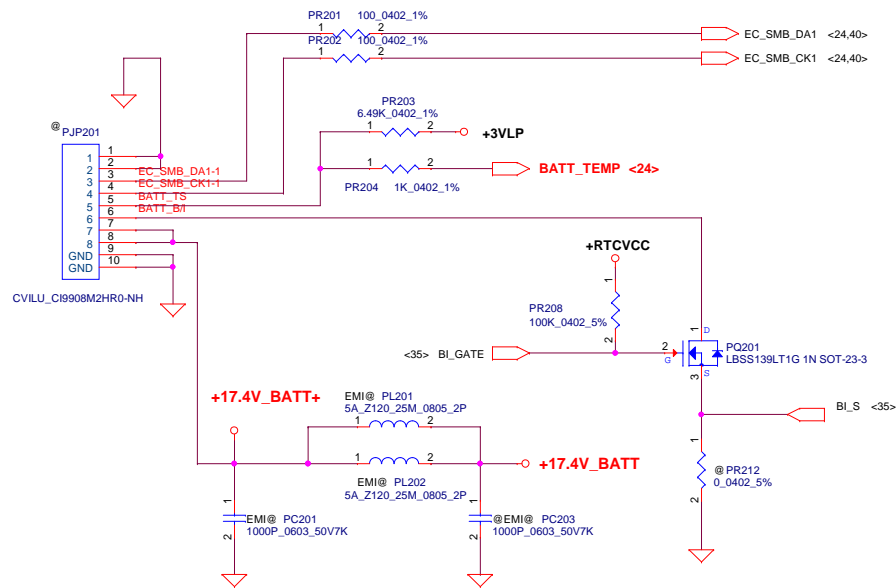 PR201 100_0402_1%
1 2
EC_SMB_DA1 <24,40>
PR202 100_0402_1%
1 2
EC_SMB_CK1 <24,40>
@
PJP201
PR203
6.49K_0402_1%
1 2
+3VLP
1 2
BATT_TEMP <24>
PR204 1K_0402_1%
1 1
2 2
EC_SMB_DA1-1
3 3
EC_SMB_CK1-1
4 4
BATT_TS
5 5
BATT_B/I
6 6
7 7
8 8
GND 9
GND 10
CVILU_CI9908M2HR0-NH
+RTCVCC
1
PR208
100K_0402_5%
2
<35> BI_GATE
1 D
2 G
PQ201
LBSS139LT1G 1N SOT-23-3
3 S
BI_S <35>
1
@PR212
0_0402_5%
2
+17.4V_BATT+
EMI@ PL201
5A_Z120_25M_0805_2P
1 2
1 2
+17.4V_BATT
EMI@ PL202
5A_Z120_25M_0805_2P
1
EMI@ PC201
1000P_0603_50V7K
2
1
@EMI@ PC203
1000P_0603_50V7K
2